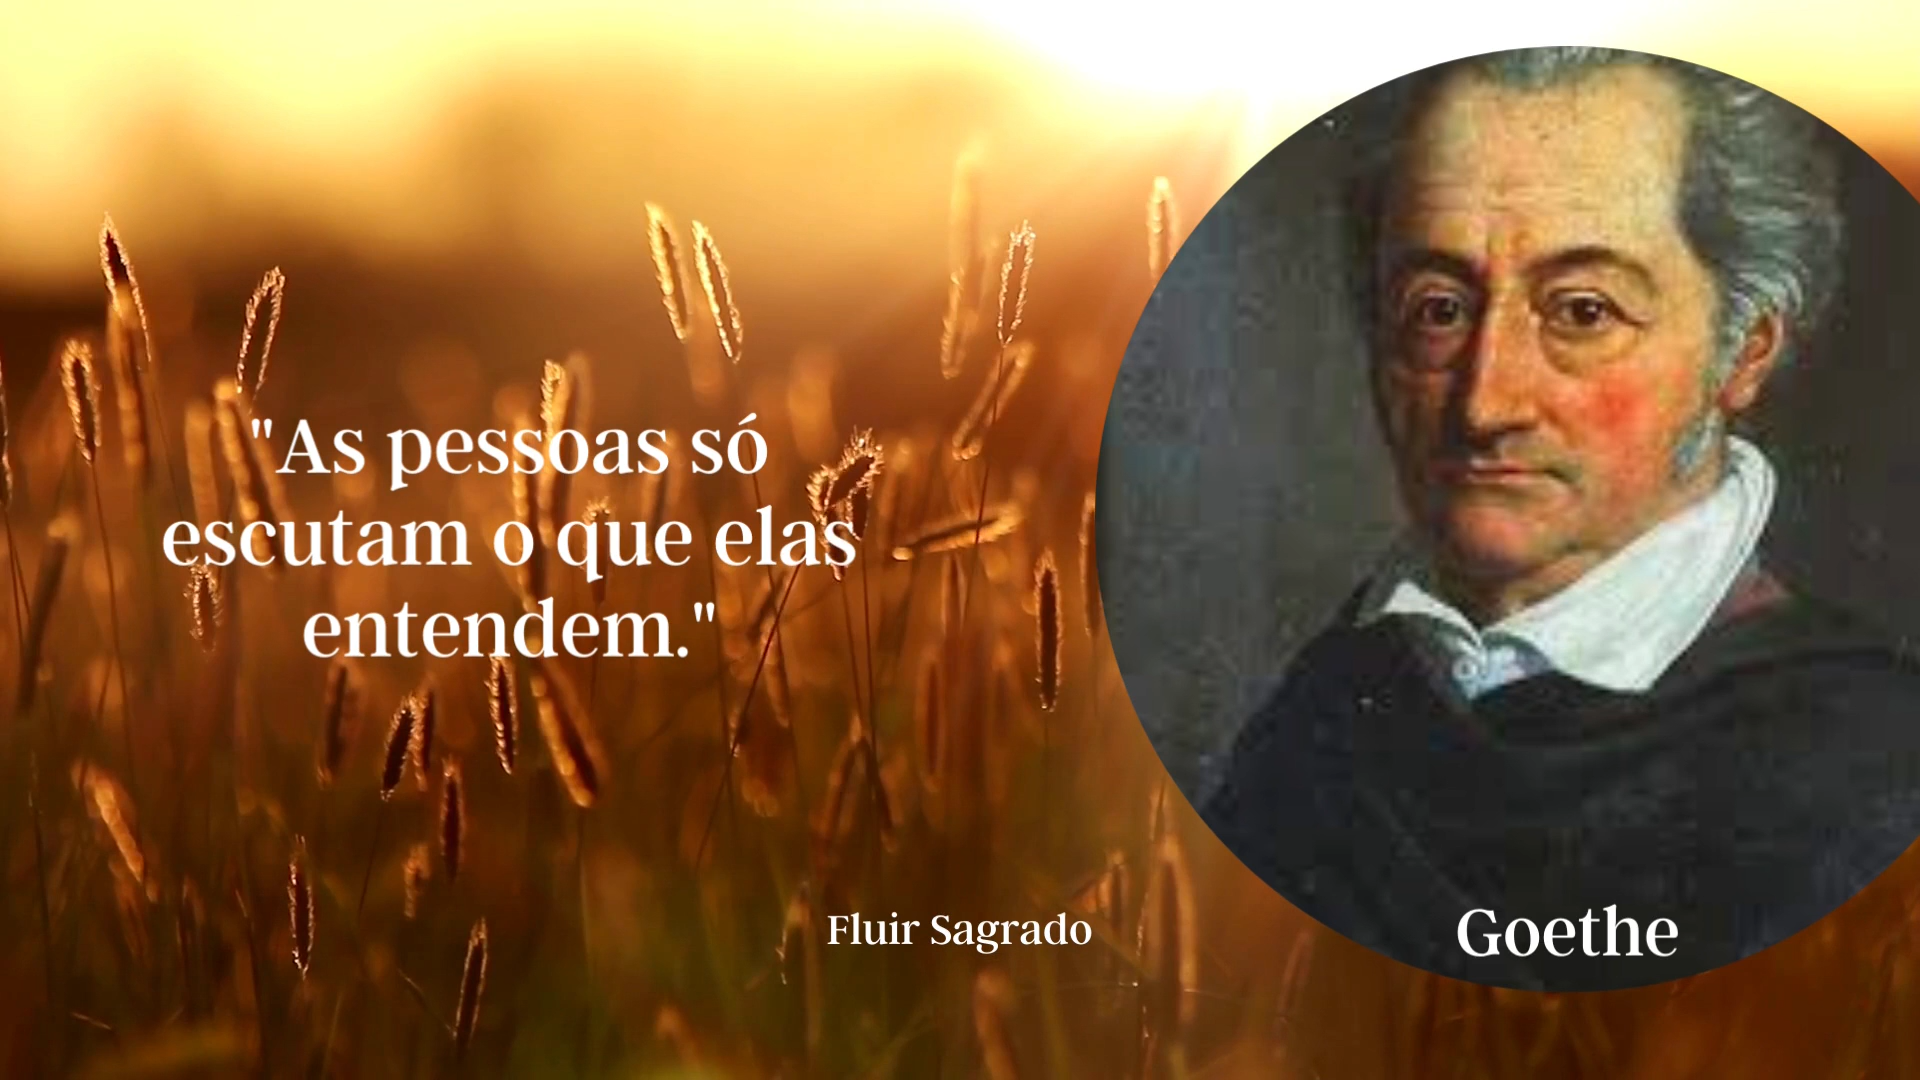 "As pessoas só
escutam o que elas
entendem."
Fluir Sagrado
Goethe